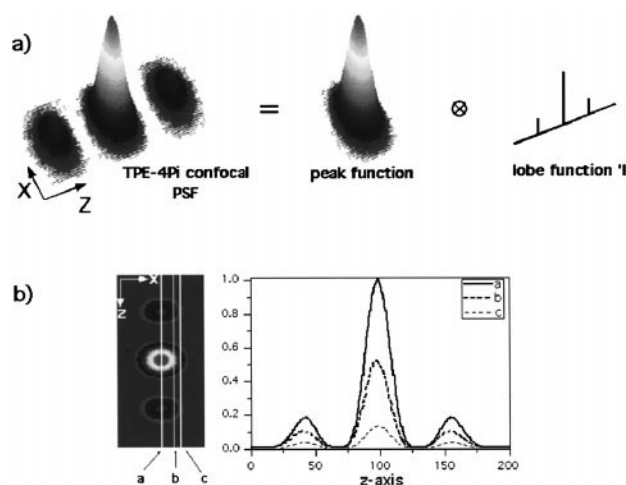 a)
=
⊗
TPE-4Pi confocal
PSF
peak function
lobe function 'l
X
Z
b)
X
Z
a b c
1.0
0.8
0.6
0.4
0.2
0.0
0 50 100 150 200
z-axis
a
b
c